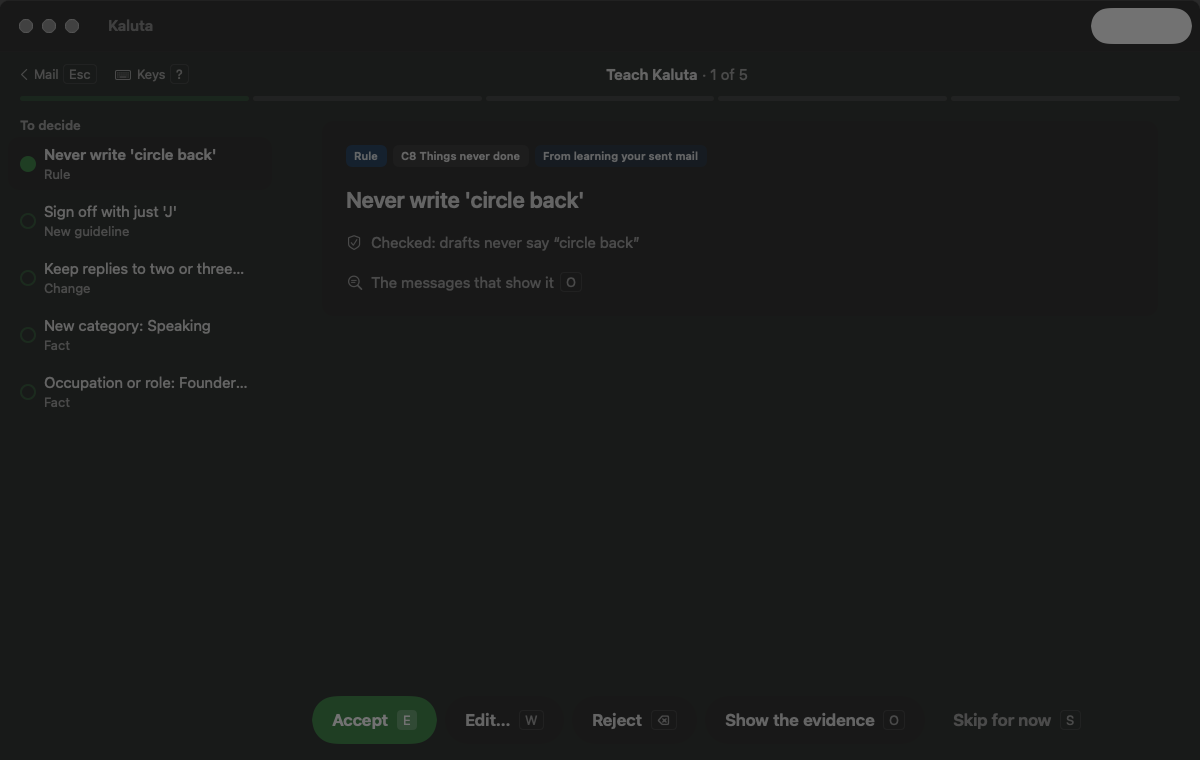 Kaluta
Mail Esc Keys ?
Teach Kaluta · 1 of 5
To decide
Never write 'circle back'
Rule
Sign off with just 'J'
New guideline
Keep replies to two or three...
Change
New category: Speaking
Fact
Occupation or role: Founder...
Fact
Rule C8 Things never done From learning your sent mail
Never write 'circle back'
Checked: drafts never say “circle back”
The messages that show it O
Accept E Edit... W Reject Show the evidence O Skip for now S